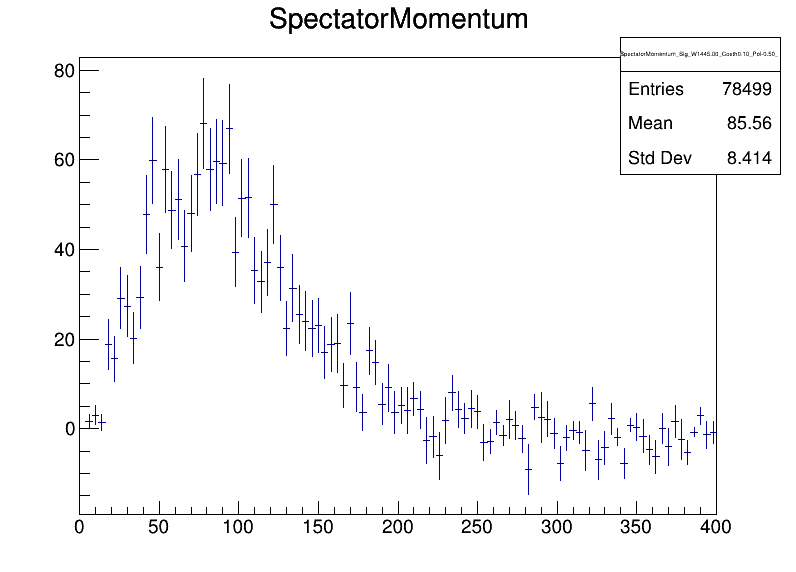 SpectatorMomentum
SpectatorMomentum_Sig_W1445.00_Costh0.10_Pol-0.50_
Entries 78499
Mean 85.56
Std Dev 8.414
80
60
40
20
0
0 50 100 150 200 250 300 350 400